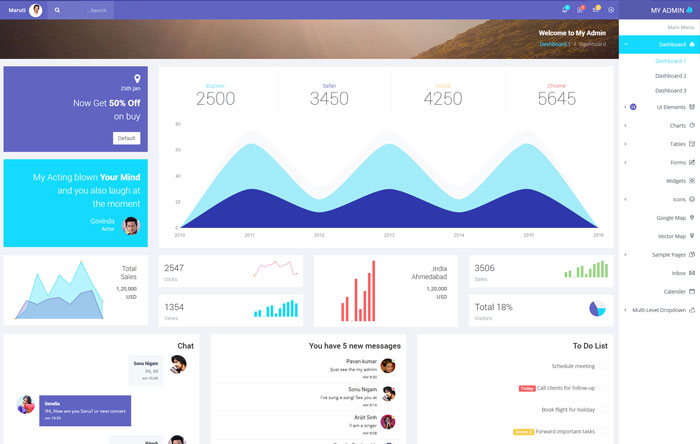 Maruti
Search...
MY ADMIN
Welcome to My Admin
Dashboard 1 / Dashboard
Main Menu
Dashboard
Dashboard 1
Dashboard 2
Dashboard 3
UI Elements
Charts
Tables
Forms
Widgets
Icons
Google Map
Vector Map
Sample Pages
Inbox
Calender
Multi-Level Dropdown
25th Jan
Now Get 50% Off
on buy
Default
My Acting blown Your Mind
and you also laugh at
the moment
Govinda
Actor
Explorer
Safari
Mozila
Chrome
2500
3450
4250
5645
80
60
40
20
0
2010
2011
2012
2013
2014
2015
2016
Total
Sales
1,20,000
USD
2547
Clicks
1354
Views
,India
Ahmedabad
1,20,000
USD
3506
Sales
Total 18%
Visitors
Chat
Sonu Nigam
?Hi, All
am 10:00
Genelia
?Hi, How are you Sonu? ur next concert
am 10:00
Ritesh
You have 5 new messages
Pavan kumar
Just see the my admin
AM 9:30
Sonu Nigam
I've sung a song! See you at
AM 9:10
Arijit Sinh
I am a singer
AM 9:08
Pavan kumar
To Do List
Schedule meeting
Today Call clients for follow-up
Book flight for holiday
Forward important tasks